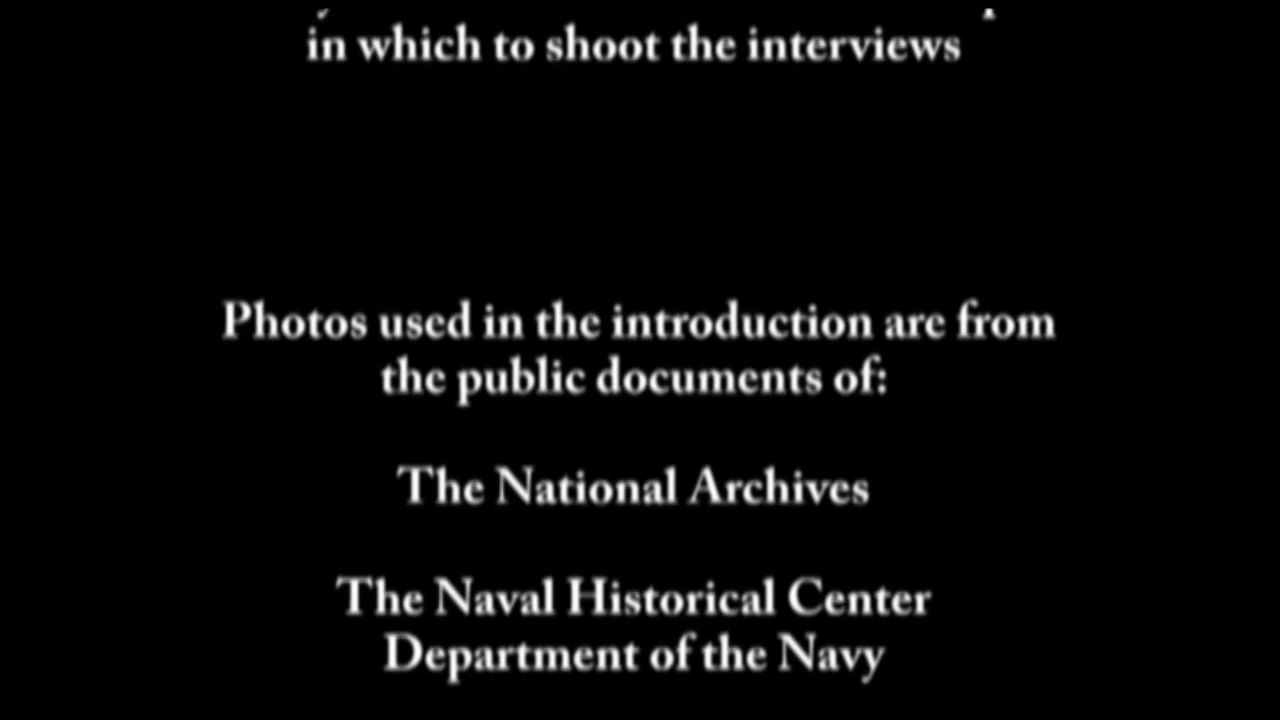 in which to shoot the interviews
Photos used in the introduction are from
the public documents of:
The National Archives
The Naval Historical Center
Department of the Navy